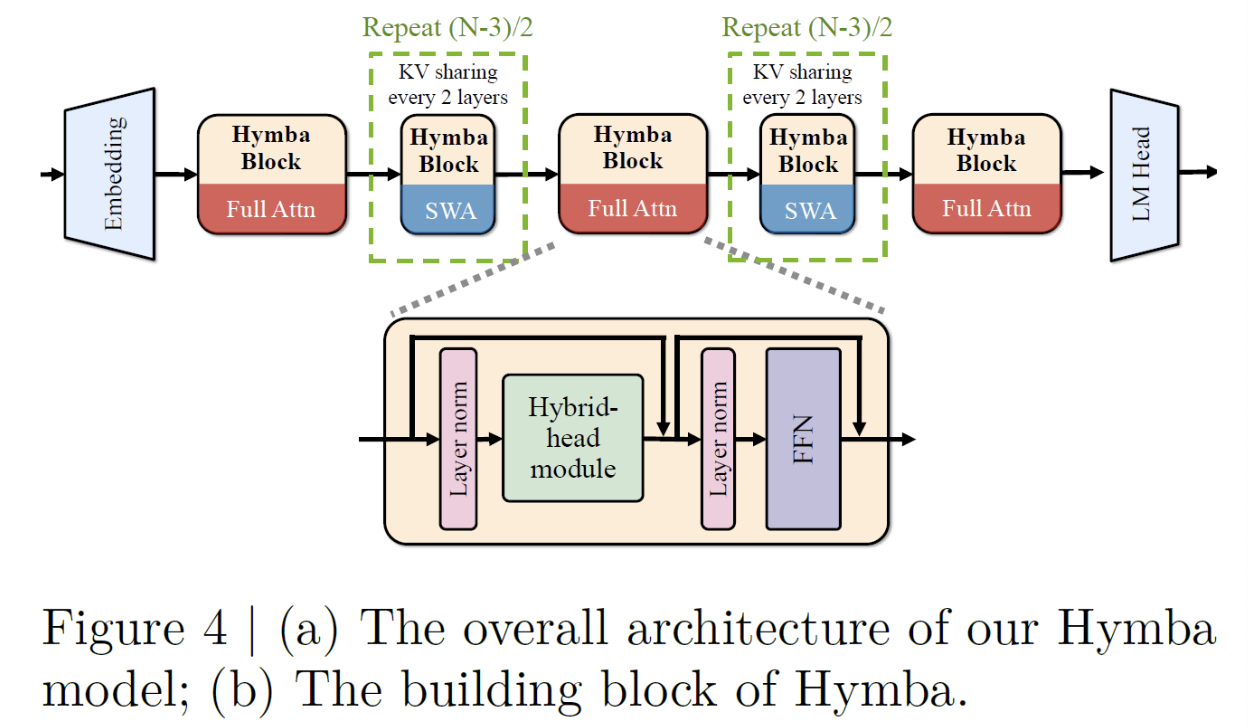 Repeat (N-3)/2
Repeat (N-3)/2
KV sharing
every 2 layers
KV sharing
every 2 layers
Embedding
Hymba
Block
Full Attn
Hymba
Block
SWA
Hymba
Block
Full Attn
Hymba
Block
SWA
Hymba
Block
Full Attn
LM Head
Layer norm
Hybrid-
head
module
Layer norm
FFN
Figure 4 | (a) The overall architecture of our Hymba
model; (b) The building block of Hymba.